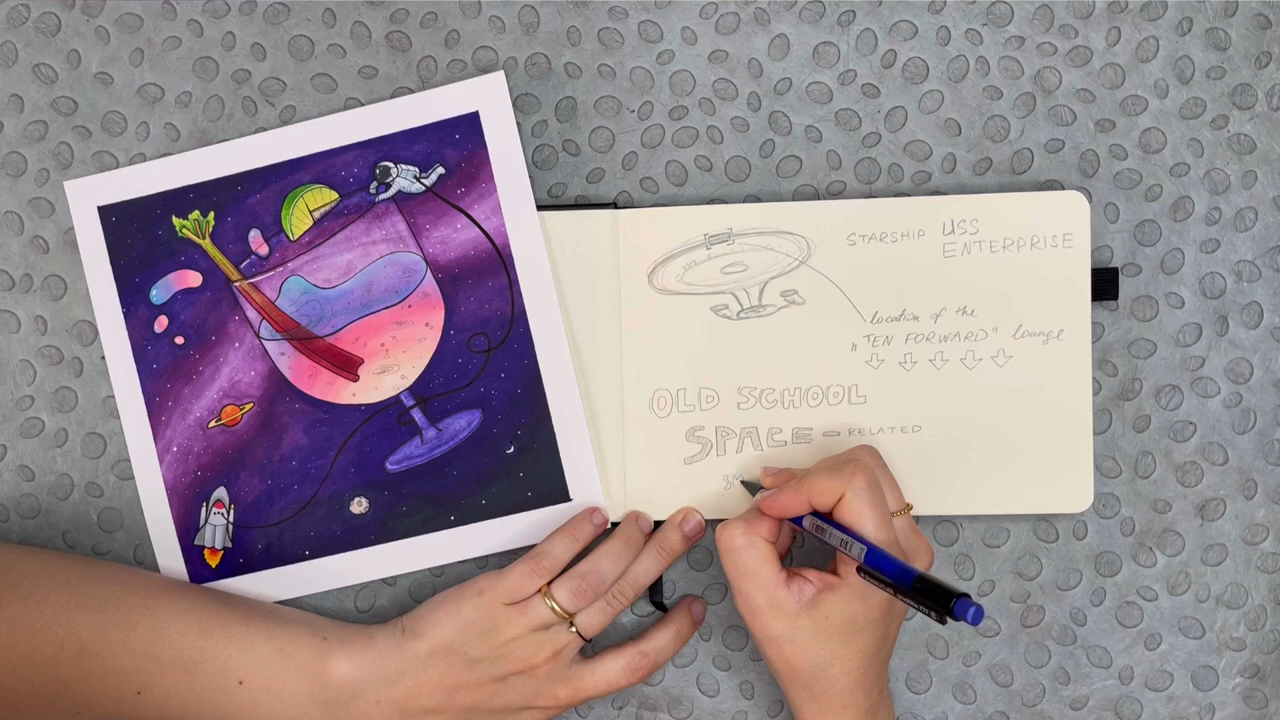 STARSHIP USS
ENTERPRISE
location of the
„TEN FORWARD" lounge
OLD SCHOOL
SPACE-RELATED